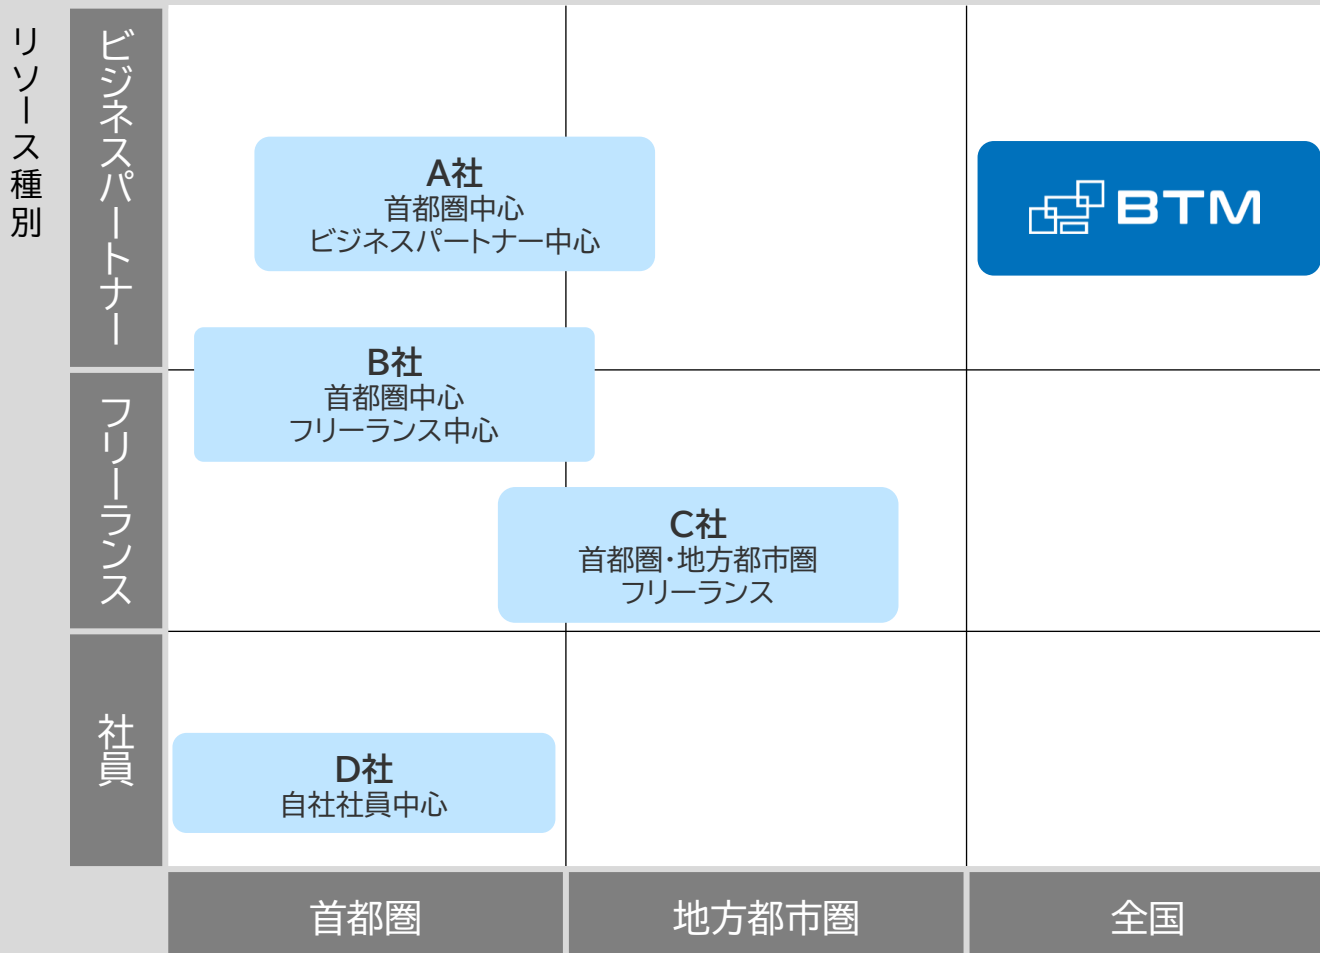 リソース種別
ビジネスパートナー
A社
首都圏中心
ビジネスパートナー中心
BTM
B社
首都圏中心
フリーランス中心
フリーランス
C社
首都圏・地方都市圏
フリーランス
社員
D社
自社社員中心
首都圏
地方都市圏
全国